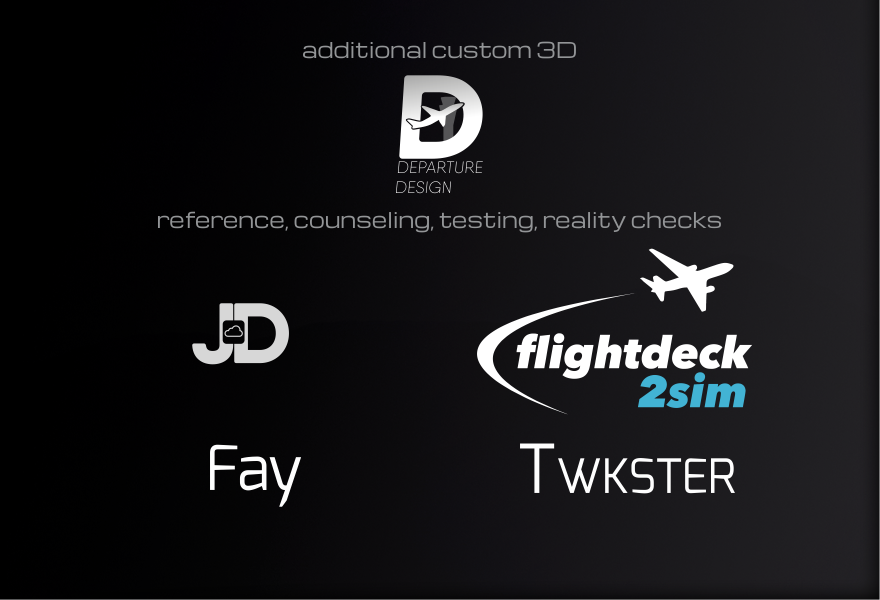 additional custom 3D
D
DEPARTURE
DESIGN
reference, counseling, testing, reality checks
JD
flightdeck
2sim
Fay
TWKSTER